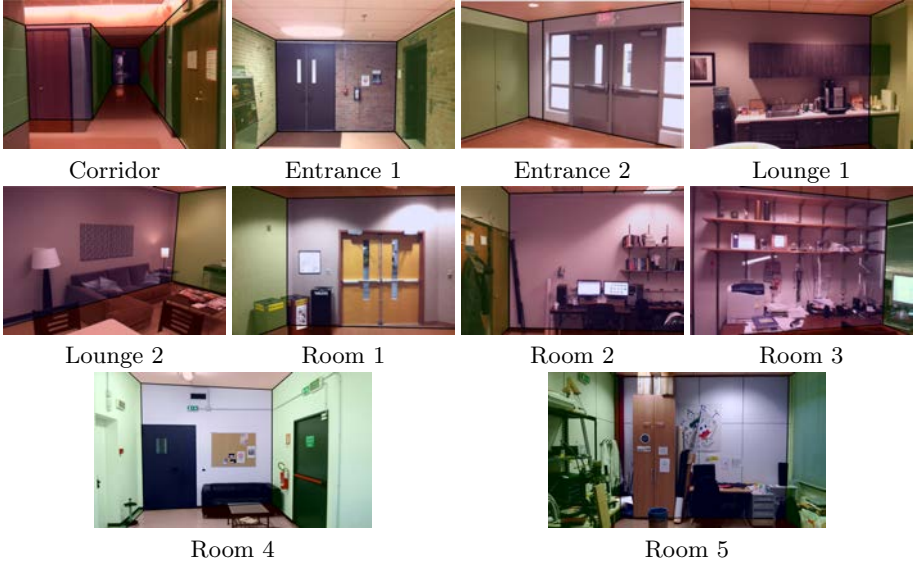 Corridor
Entrance 1
Entrance 2
Lounge 1
Lounge 2
Room 1
Room 2
Room 3
Room 4
Room 5